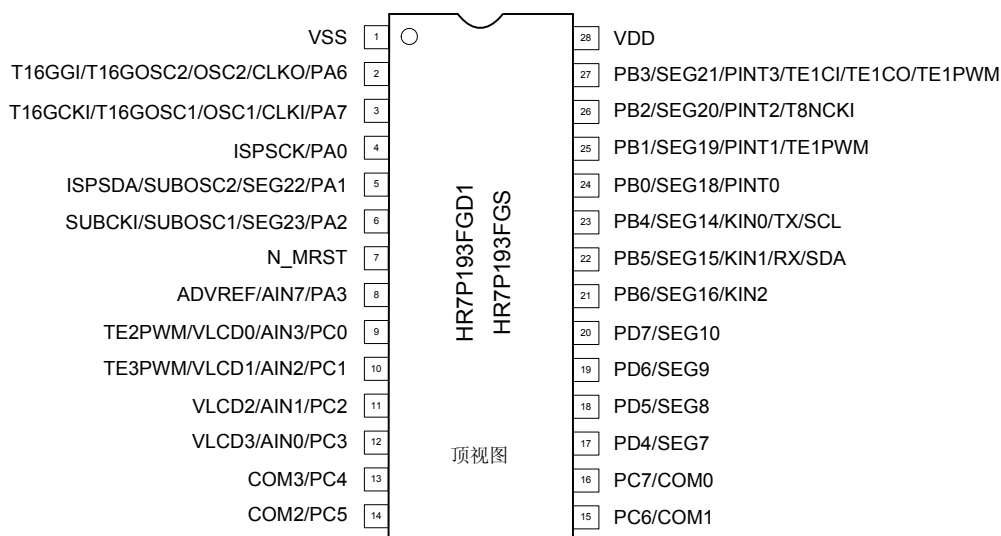 VSS 1 28 VDD
T16GGI/T16GOSC2/OSC2/CLKO/PA6 2 27 PB3/SEG21/PINT3/TE1CI/TE1CO/TE1PWM
T16GCKI/T16GOSC1/OSC1/CLKI/PA7 3 26 PB2/SEG20/PINT2/T8NCKI
ISPSCK/PA0 4 25 PB1/SEG19/PINT1/TE1PWM
ISPSDA/SUBOSC2/SEG22/PA1 5 24 PB0/SEG18/PINT0
SUBCKI/SUBOSC1/SEG23/PA2 6 23 PB4/SEG14/KIN0/TX/SCL
N_MRST 7 22 PB5/SEG15/KIN1/RX/SDA
ADVREF/AIN7/PA3 8 21 PB6/SEG16/KIN2
TE2PWM/VLCD0/AIN3/PC0 9 20 PD7/SEG10
TE3PWM/VLCD1/AIN2/PC1 10 19 PD6/SEG9
VLCD2/AIN1/PC2 11 18 PD5/SEG8
VLCD3/AIN0/PC3 12 17 PD4/SEG7
COM3/PC4 13 16 PC7/COM0
COM2/PC5 14 15 PC6/COM1
HR7P193FGD1
HR7P193FGS
顶视图